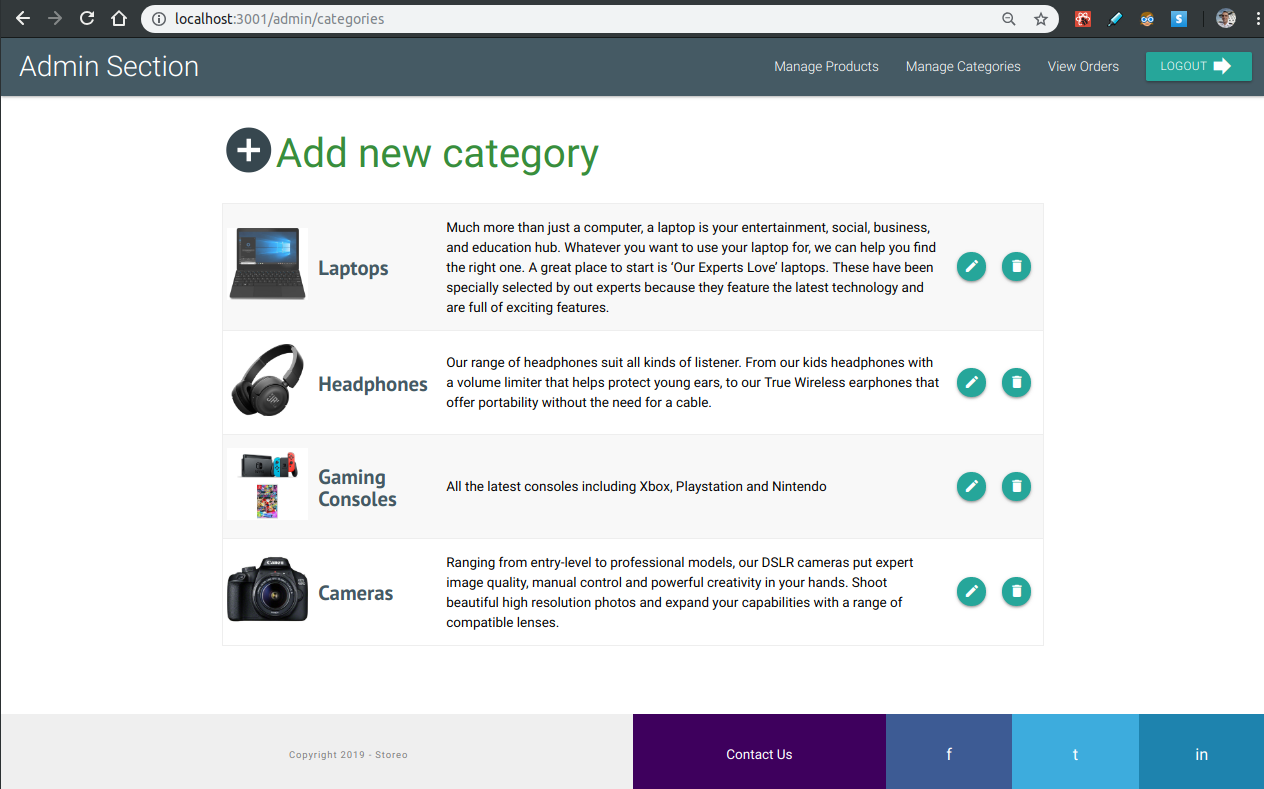 localhost:3001/admin/categories
Admin Section
Manage Products
Manage Categories
View Orders
LOGOUT
Add new category
Laptops
Much more than just a computer, a laptop is your entertainment, social, business,
and education hub. Whatever you want to use your laptop for, we can help you find
the right one. A great place to start is ‘Our Experts Love’ laptops. These have been
specially selected by out experts because they feature the latest technology and
are full of exciting features.
Headphones
Our range of headphones suit all kinds of listener. From our kids headphones with
a volume limiter that helps protect young ears, to our True Wireless earphones that
offer portability without the need for a cable.
Gaming
Consoles
All the latest consoles including Xbox, Playstation and Nintendo
Canon
Cameras
Ranging from entry-level to professional models, our DSLR cameras put expert
image quality, manual control and powerful creativity in your hands. Shoot
beautiful high resolution photos and expand your capabilities with a range of
compatible lenses.
Copyright 2019 - Storeo
Contact Us
f
t
in